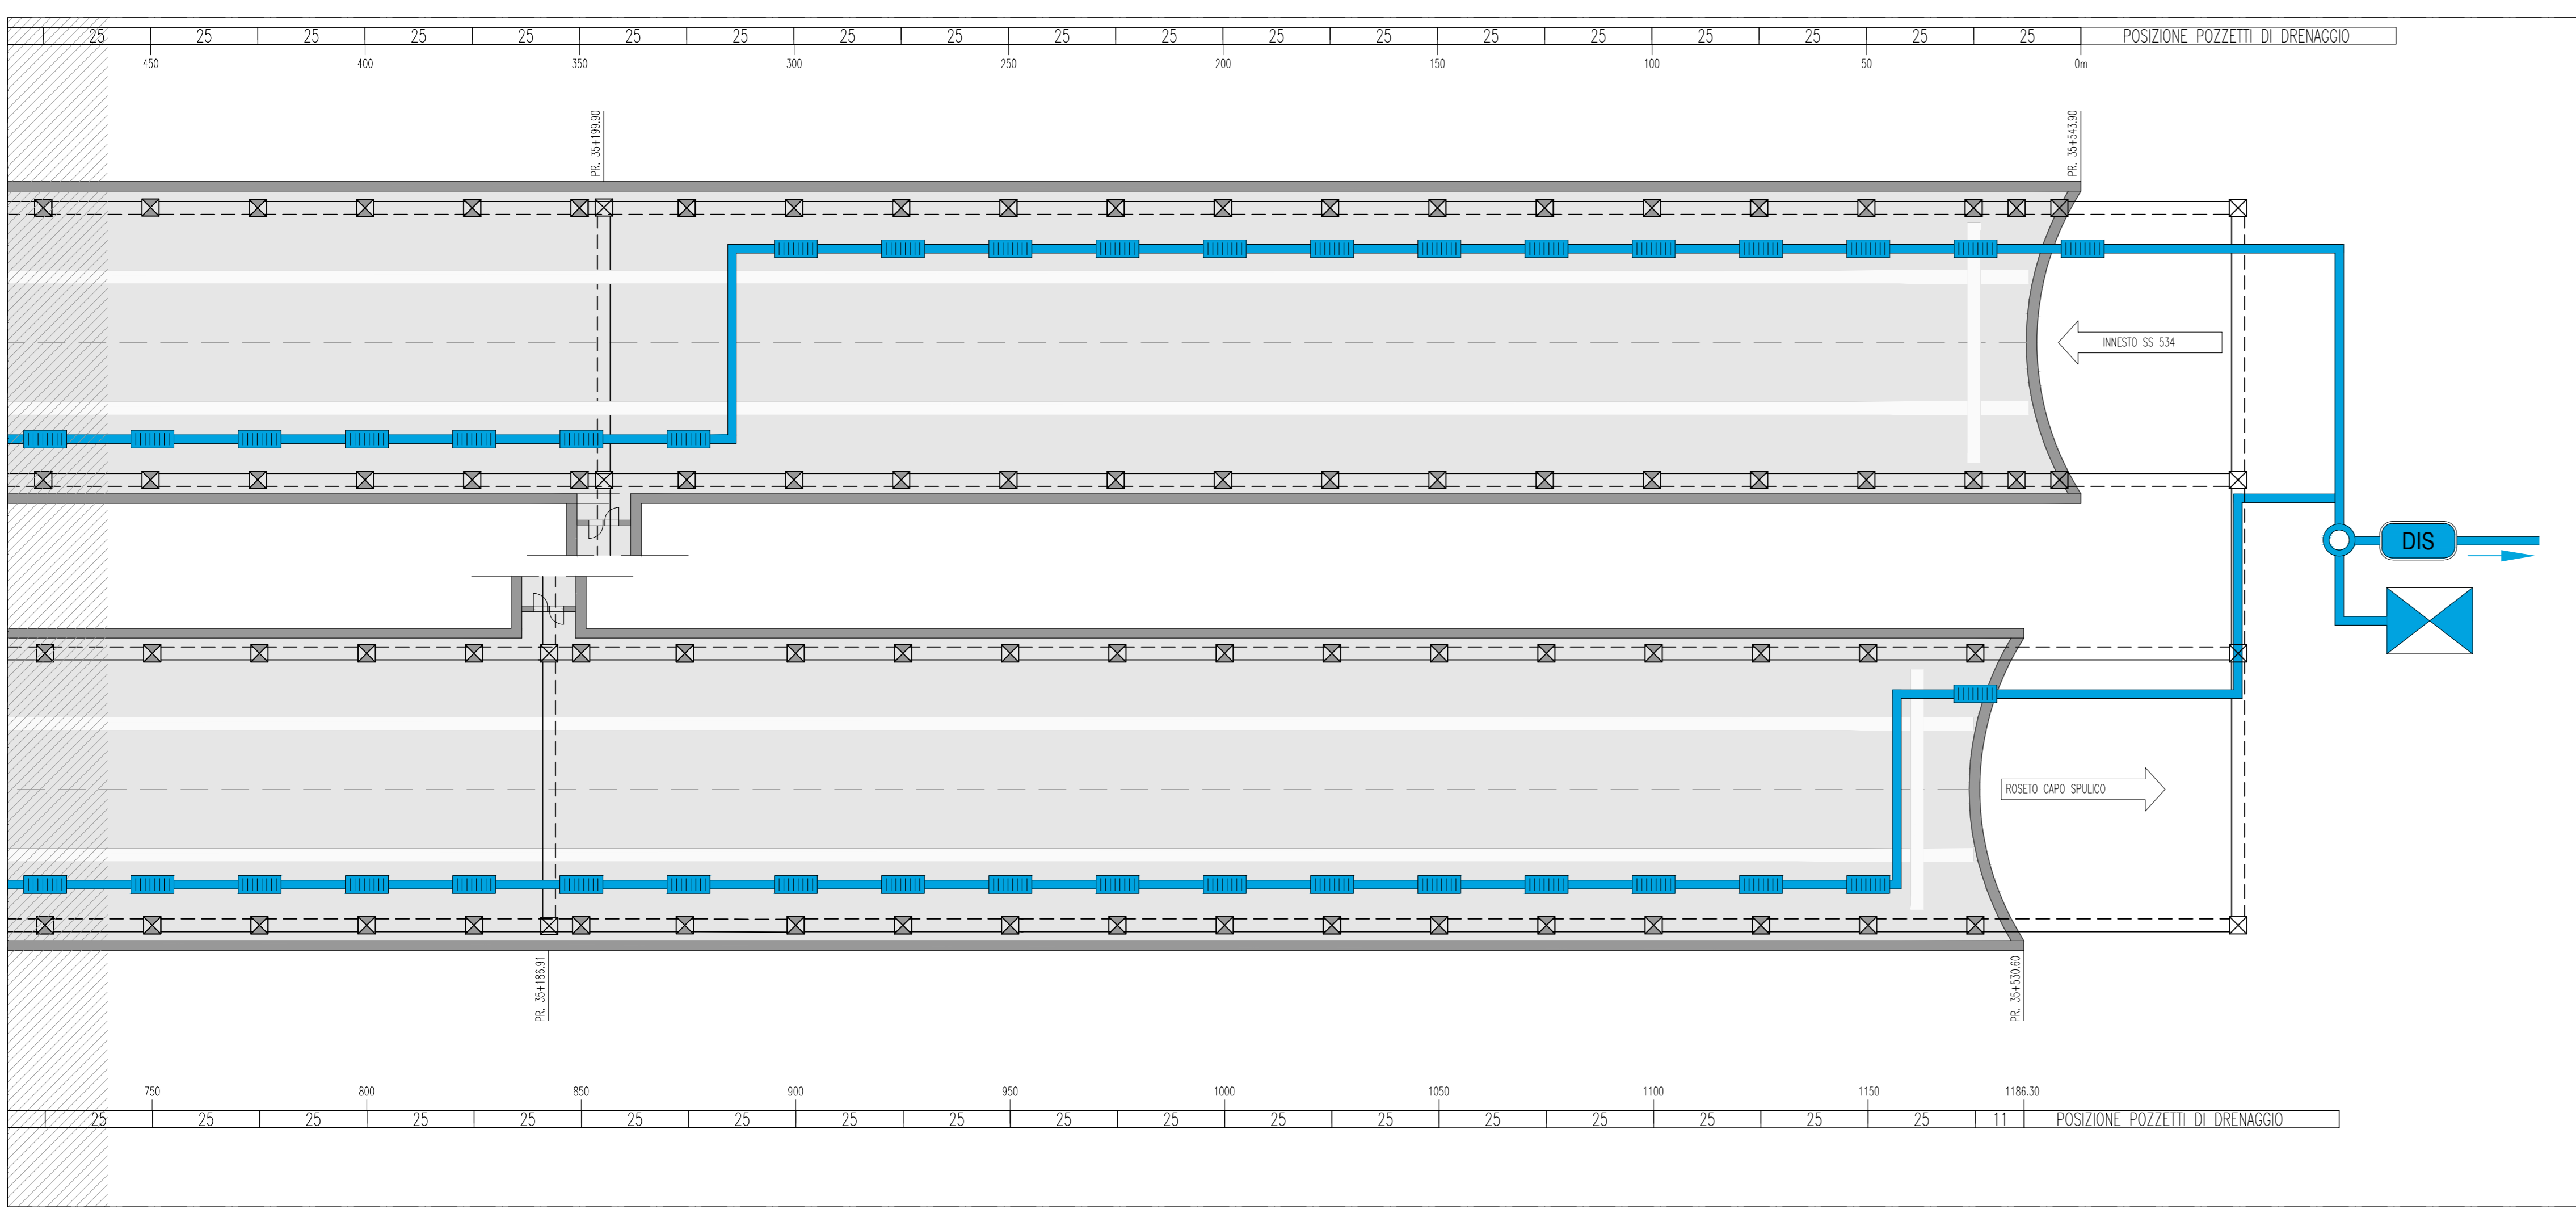 25 25 25 25 25 25 25 25 25 25 25 25 25 25 25 25 25 25 25 POSIZIONE POZZETTI DI DRENAGGIO
450 400 350 300 250 200 150 100 50 0m
PR. 35+199.90
PR. 35+543.90
INNESTO SS 534
DIS
ROSETO CAPO SPULICO
PR. 35+186.91
PR. 35+530.60
750 800 850 900 950 1000 1050 1100 1150 1186.30
25 25 25 25 25 25 25 25 25 25 25 25 25 25 25 25 25 25 11 POSIZIONE POZZETTI DI DRENAGGIO